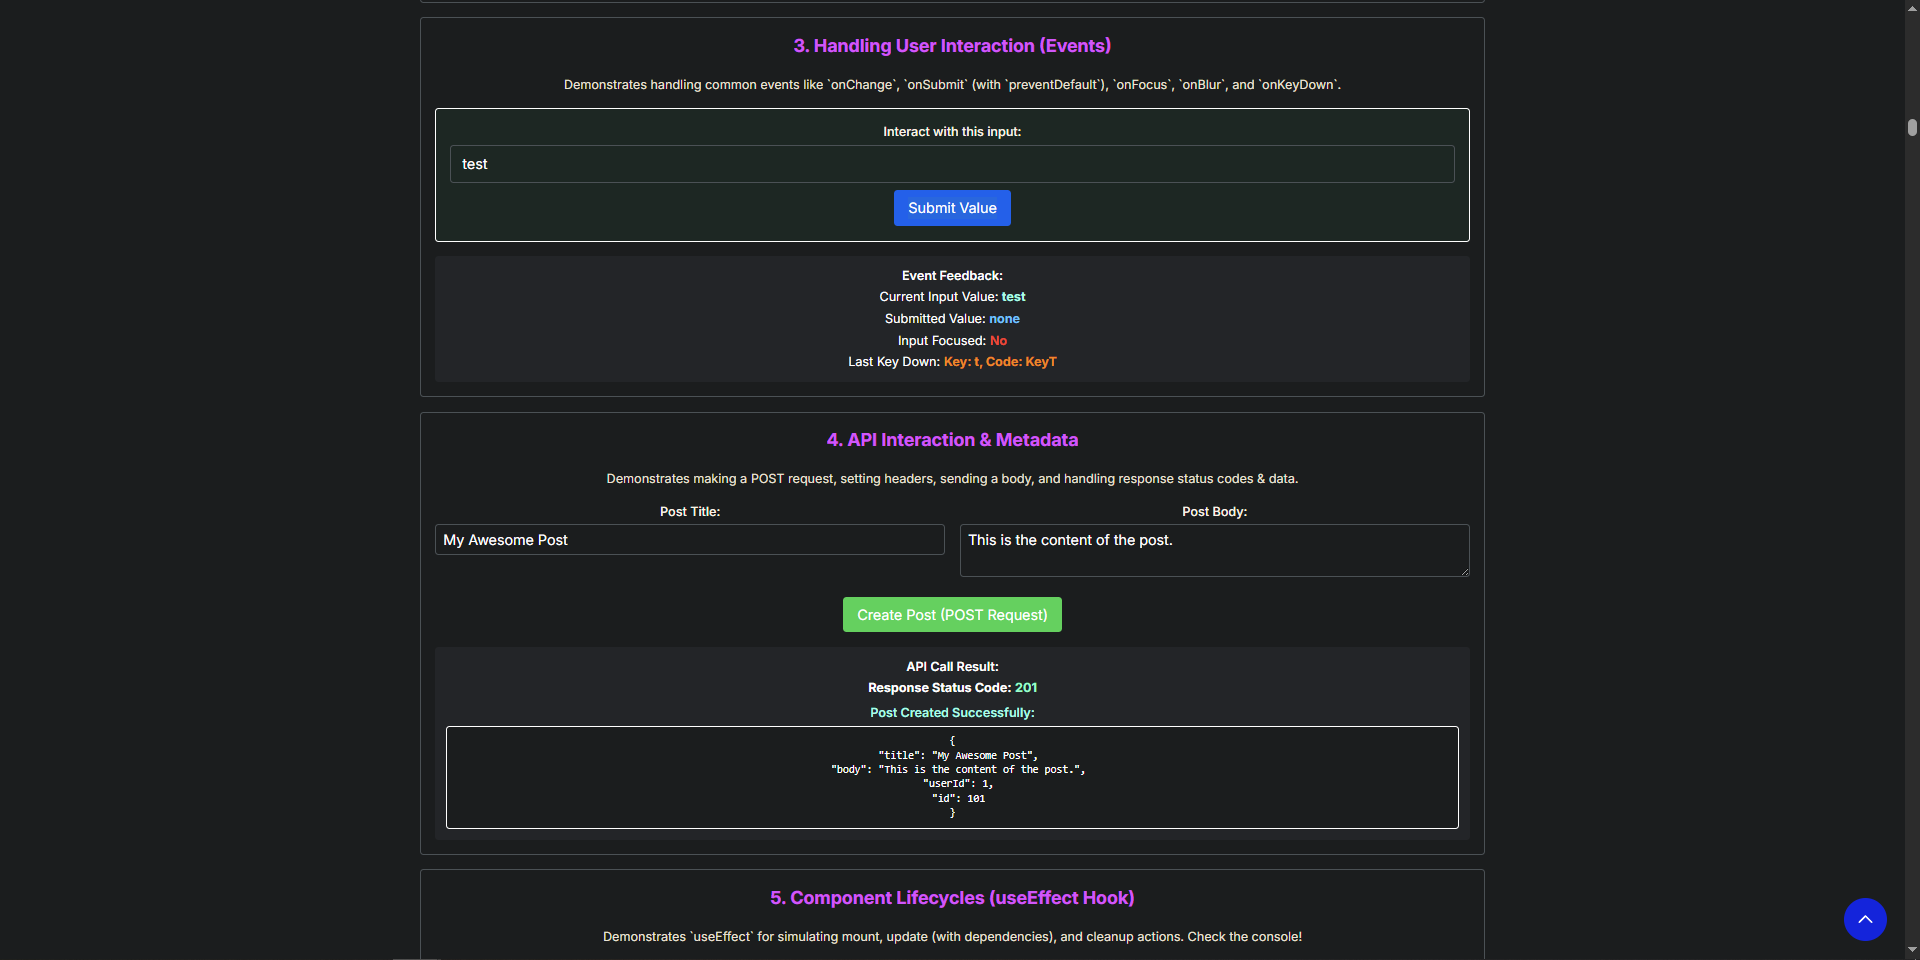 3. Handling User Interaction (Events)
Demonstrates handling common events like `onChange`, `onSubmit` (with `preventDefault`), `onFocus`, `onBlur`, and `onKeyDown`.
Interact with this input:
test
Submit Value
Event Feedback:
Current Input Value: test
Submitted Value: none
Input Focused: No
Last Key Down: Key: t, Code: KeyT
4. API Interaction & Metadata
Demonstrates making a POST request, setting headers, sending a body, and handling response status codes & data.
Post Title:
My Awesome Post
Post Body:
This is the content of the post.
Create Post (POST Request)
API Call Result:
Response Status Code: 201
Post Created Successfully:
{
"title": "My Awesome Post",
"body": "This is the content of the post.",
"userId": 1,
"id": 101
}
5. Component Lifecycles (useEffect Hook)
Demonstrates `useEffect` for simulating mount, update (with dependencies), and cleanup actions. Check the console!